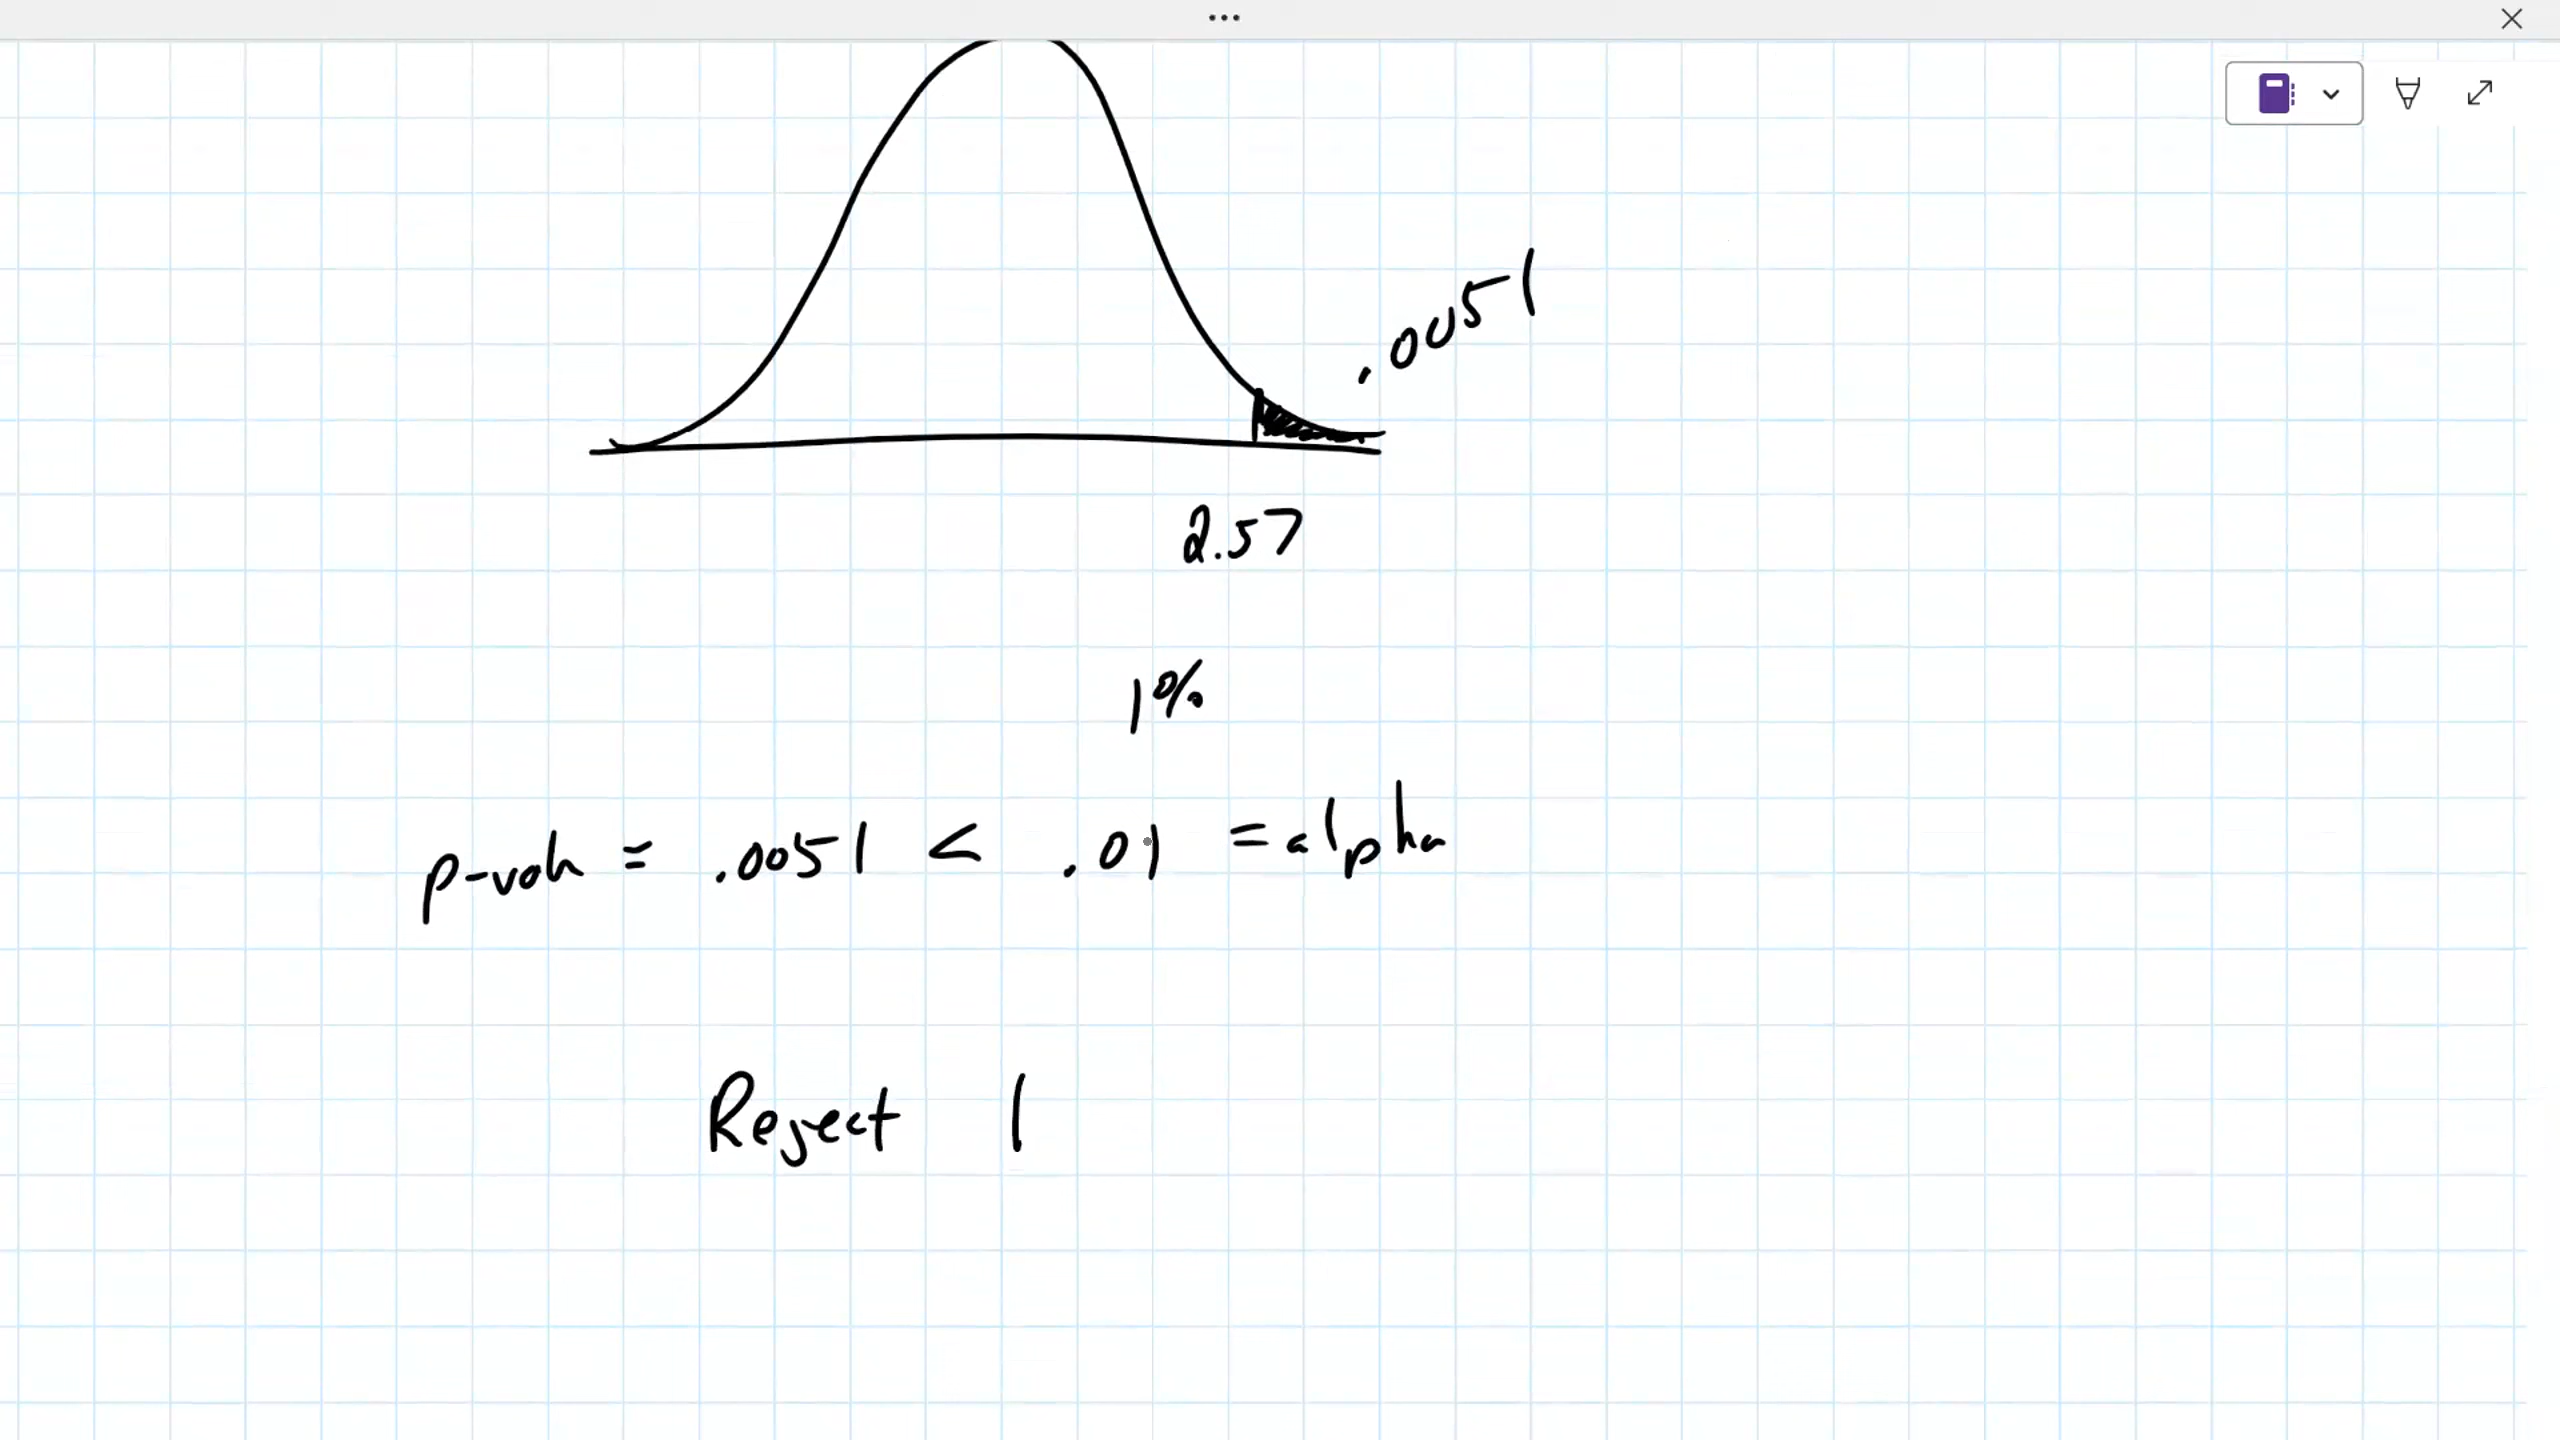 .0051
2.57
1%
p-val = .0051 < .01 = alpha
Reject |